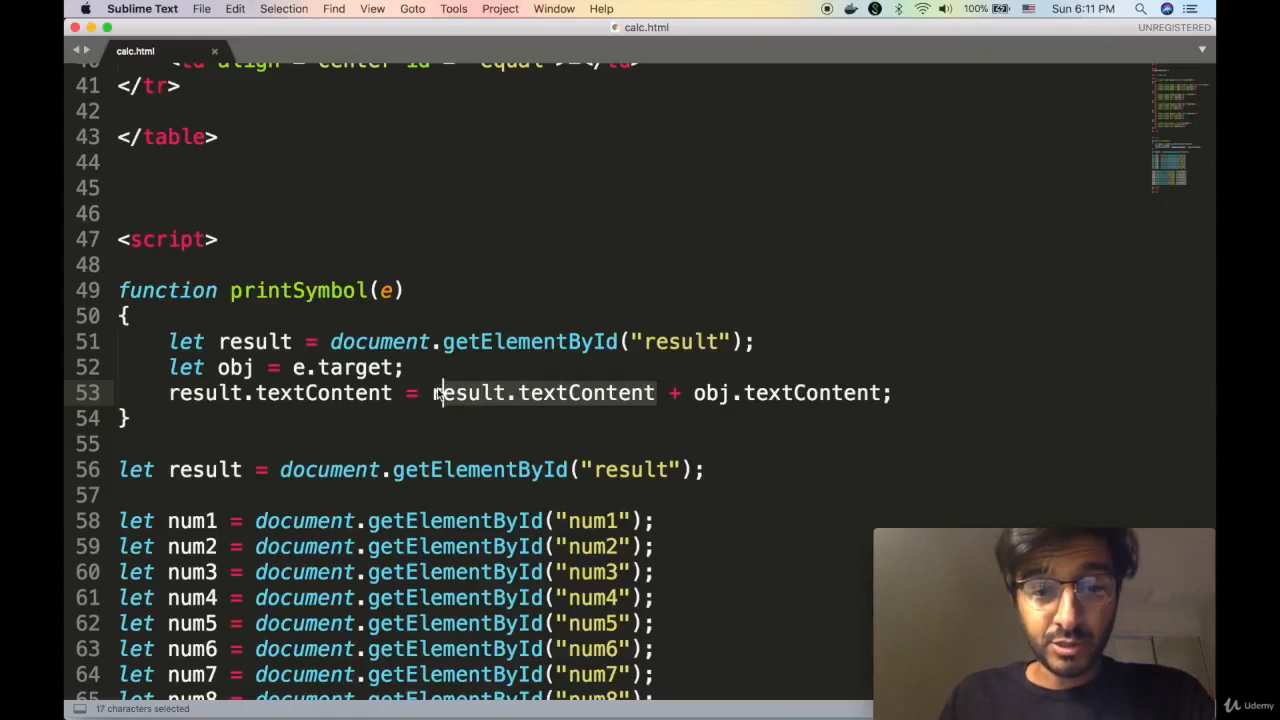 Sublime Text File Edit Selection Find View Goto Tools Project Window Help 100% Sun 6:11 PM
calc.html UNREGISTERED
calc.html ×
40 <td align = "center" id = "equal">=</td>
41 </tr>
42
43 </table>
44
45
46
47 <script>
48
49 function printSymbol(e)
50 {
51 let result = document.getElementById("result");
52 let obj = e.target;
53 result.textContent = result.textContent + obj.textContent;
54 }
55
56 let result = document.getElementById("result");
57
58 let num1 = document.getElementById("num1");
59 let num2 = document.getElementById("num2");
60 let num3 = document.getElementById("num3");
61 let num4 = document.getElementById("num4");
62 let num5 = document.getElementById("num5");
63 let num6 = document.getElementById("num6");
64 let num7 = document.getElementById("num7");
65 let num8 = document.getElementById("num8");
17 characters selected
Udemy